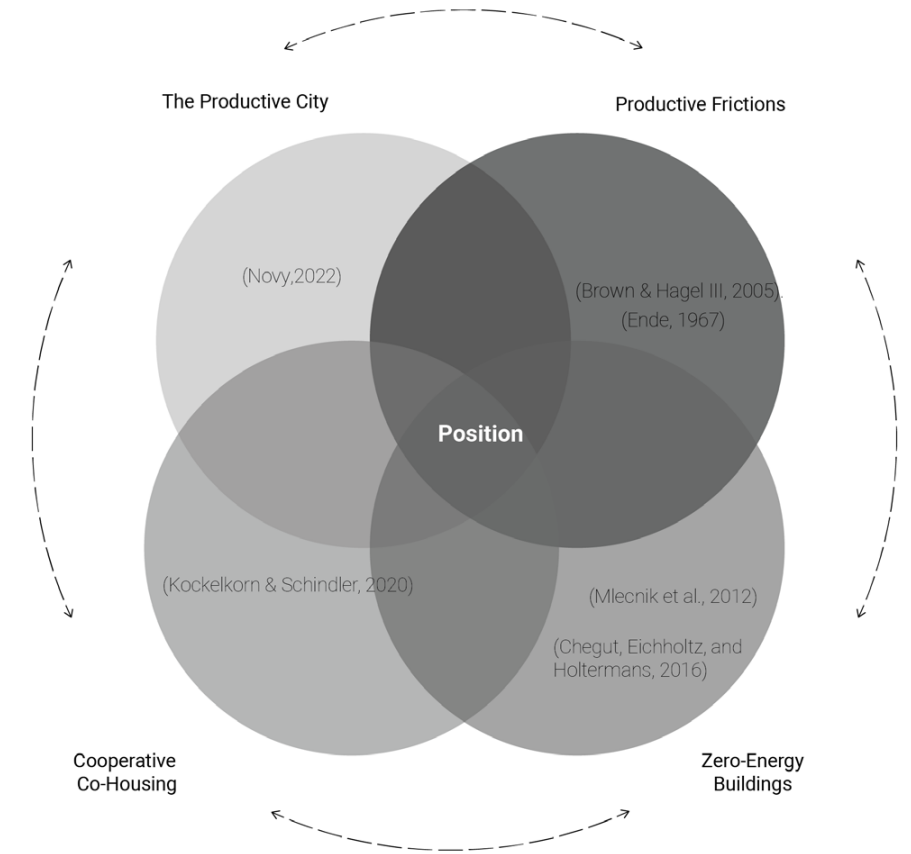 The Productive City
Productive Frictions
(Novy,2022)
(Brown & Hagel III, 2005).
(Ende, 1967)
Position
(Kockelkorn & Schindler, 2020)
(Mlecnik et al., 2012)
(Chegut, Eichholtz, and
Holtermans, 2016)
Cooperative
Co-Housing
Zero-Energy
Buildings